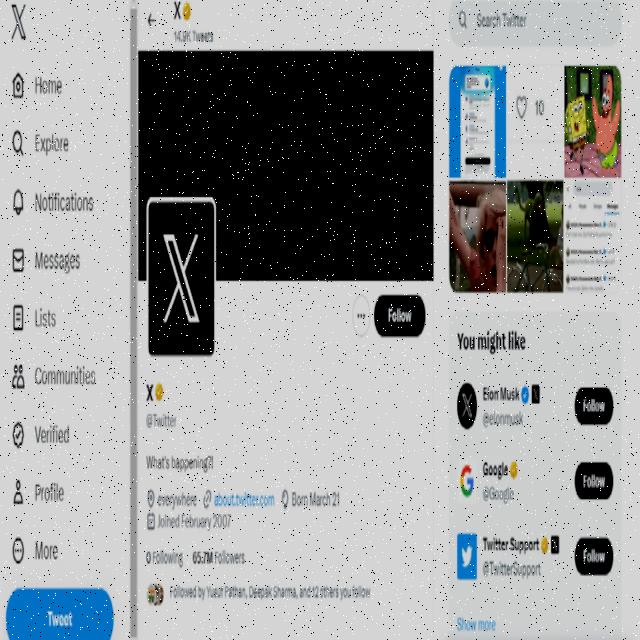 X
14.9K Tweets
Home
Explore
Notifications
Messages
Lists
Communities
Verified
Profile
More
Tweet
X
Follow
X
@Twitter
What's happening?!
everywhere about.twitter.com Born March 21
Joined February 2007
0 Following 65.7M Followers
Followed by Yusuf Pathan, Deepak Sharma, and 12 others you follow
Search Twitter
10
You might like
Elon Musk
@elonmusk
Follow
Google
@Google
Follow
Twitter Support
@TwitterSupport
Follow
Show more